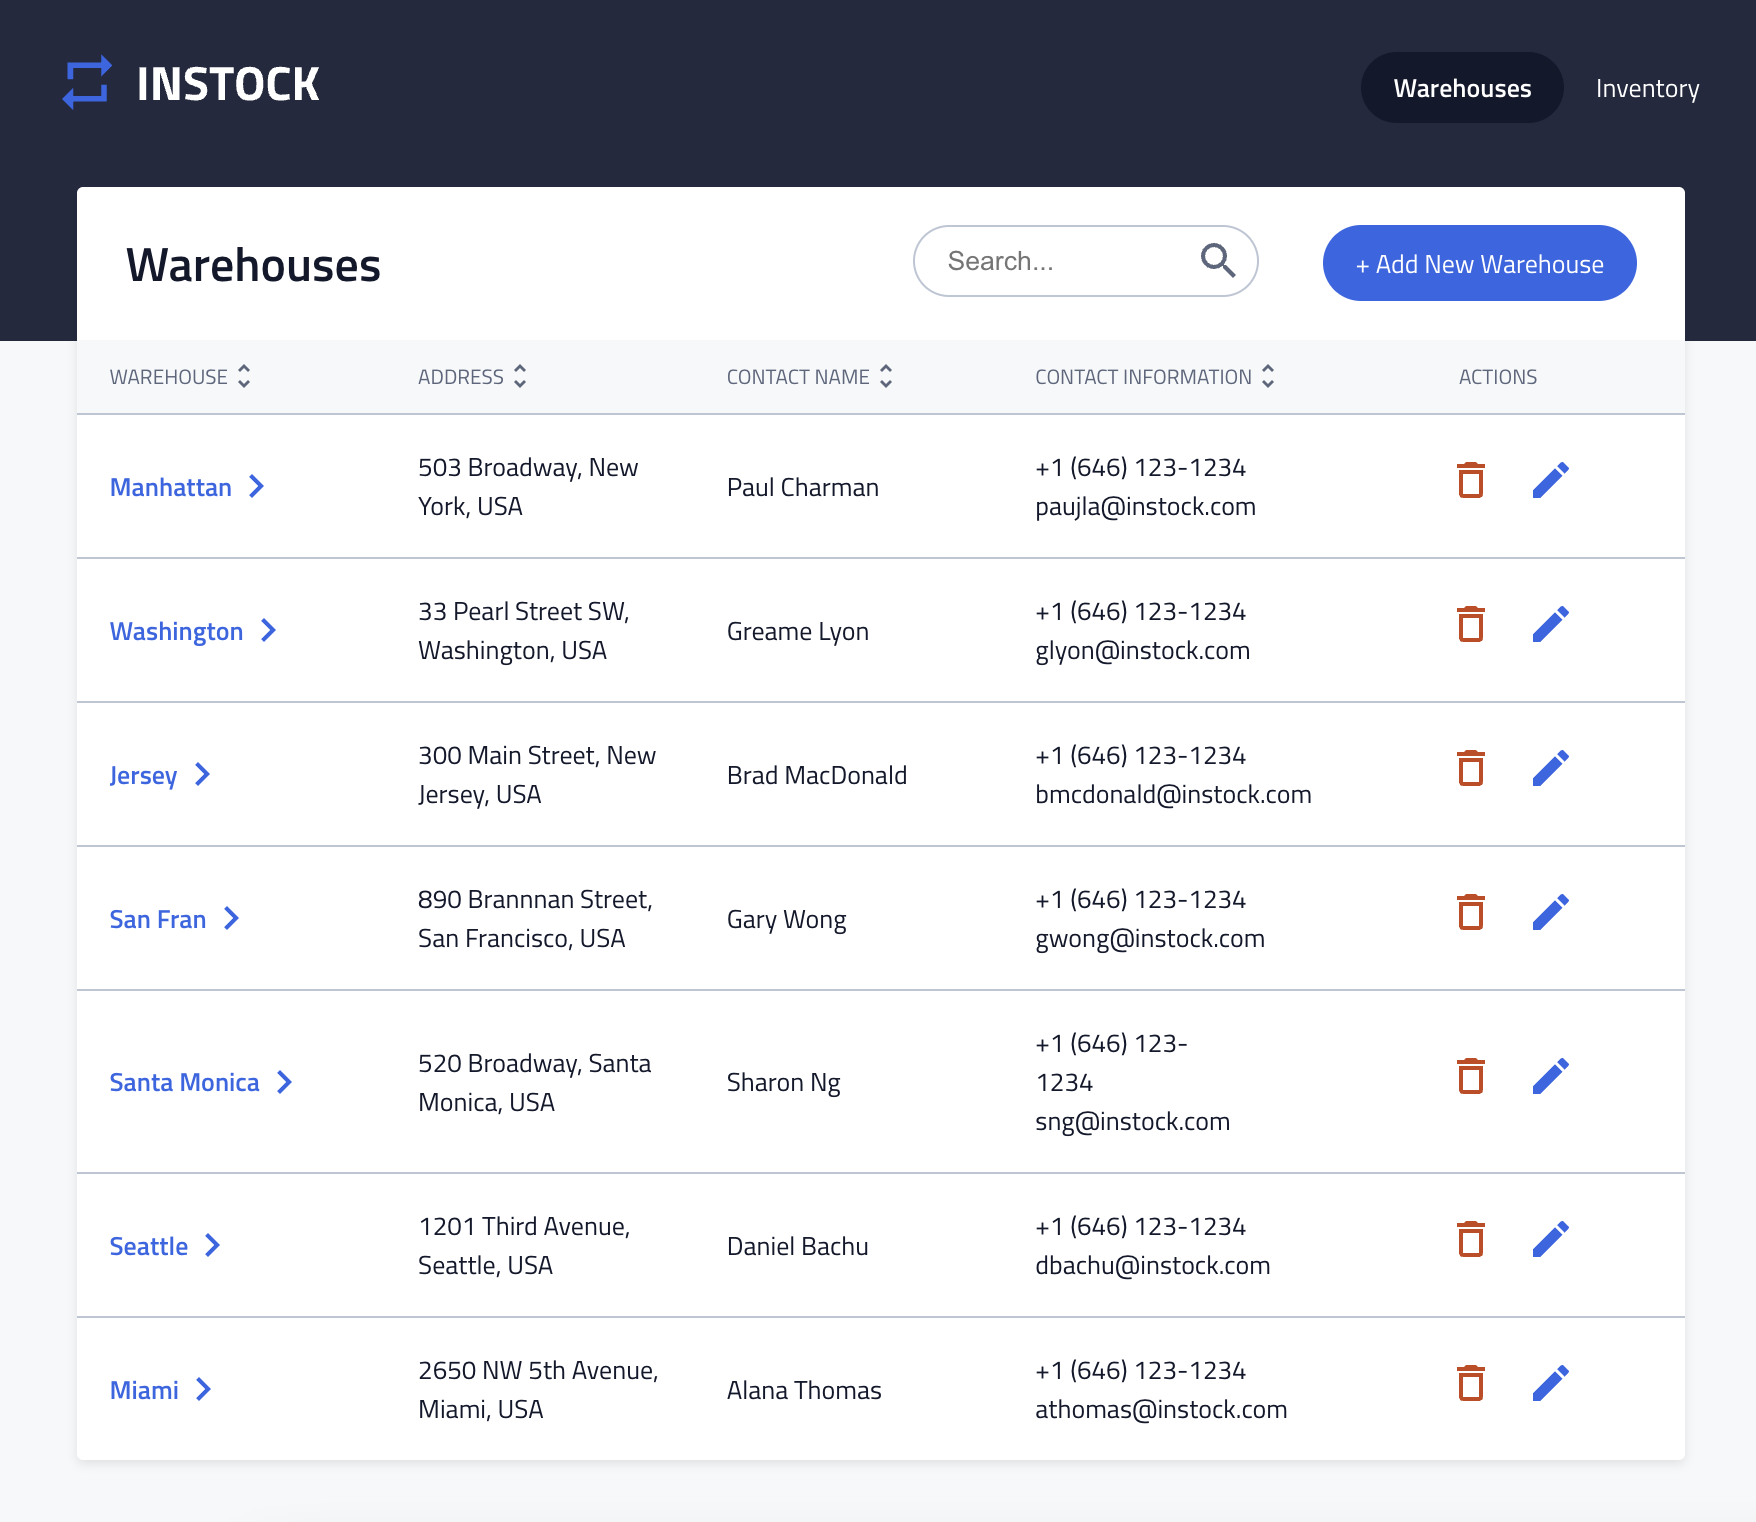 INSTOCK
Warehouses
Inventory
Warehouses
Search...
+ Add New Warehouse
WAREHOUSE
ADDRESS
CONTACT NAME
CONTACT INFORMATION
ACTIONS
Manhattan
503 Broadway, New
York, USA
Paul Charman
+1 (646) 123-1234
paujla@instock.com
Washington
33 Pearl Street SW,
Washington, USA
Greame Lyon
+1 (646) 123-1234
glyon@instock.com
Jersey
300 Main Street, New
Jersey, USA
Brad MacDonald
+1 (646) 123-1234
bmcdonald@instock.com
San Fran
890 Brannnan Street,
San Francisco, USA
Gary Wong
+1 (646) 123-1234
gwong@instock.com
Santa Monica
520 Broadway, Santa
Monica, USA
Sharon Ng
+1 (646) 123-
1234
sng@instock.com
Seattle
1201 Third Avenue,
Seattle, USA
Daniel Bachu
+1 (646) 123-1234
dbachu@instock.com
Miami
2650 NW 5th Avenue,
Miami, USA
Alana Thomas
+1 (646) 123-1234
athomas@instock.com